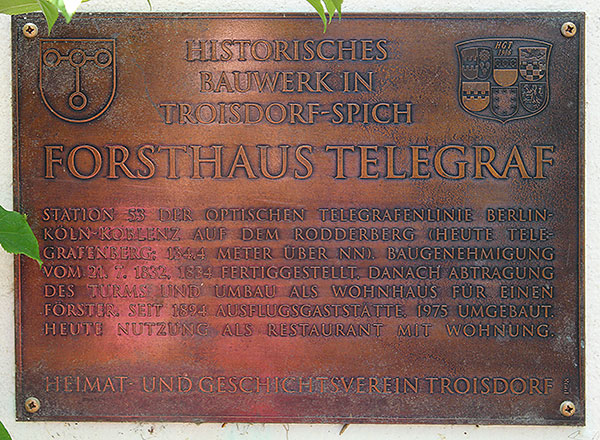 HISTORISCHES
BAUWERK IN
TROISDORF-SPICH
HGT
FORSTHAUS TELEGRAF
STATION 53 DER OPTISCHEN TELEGRAFENLINIE BERLIN-
KÖLN-KOBLENZ AUF DEM RODDERBERG (HEUTE TELE-
GRAFENBERG; 134,4 METER ÜBER NN). BAUGENEHMIGUNG
VOM 21. 7. 1832, 1834 FERTIGGESTELLT. DANACH ABTRAGUNG
DES TURMS UND UMBAU ALS WOHNHAUS FÜR EINEN
FÖRSTER. SEIT 1894 AUSFLUGSGASTSTÄTTE. 1975 UMGEBAUT.
HEUTE NUTZUNG ALS RESTAURANT MIT WOHNUNG.
HEIMAT- UND GESCHICHTSVEREIN TROISDORF